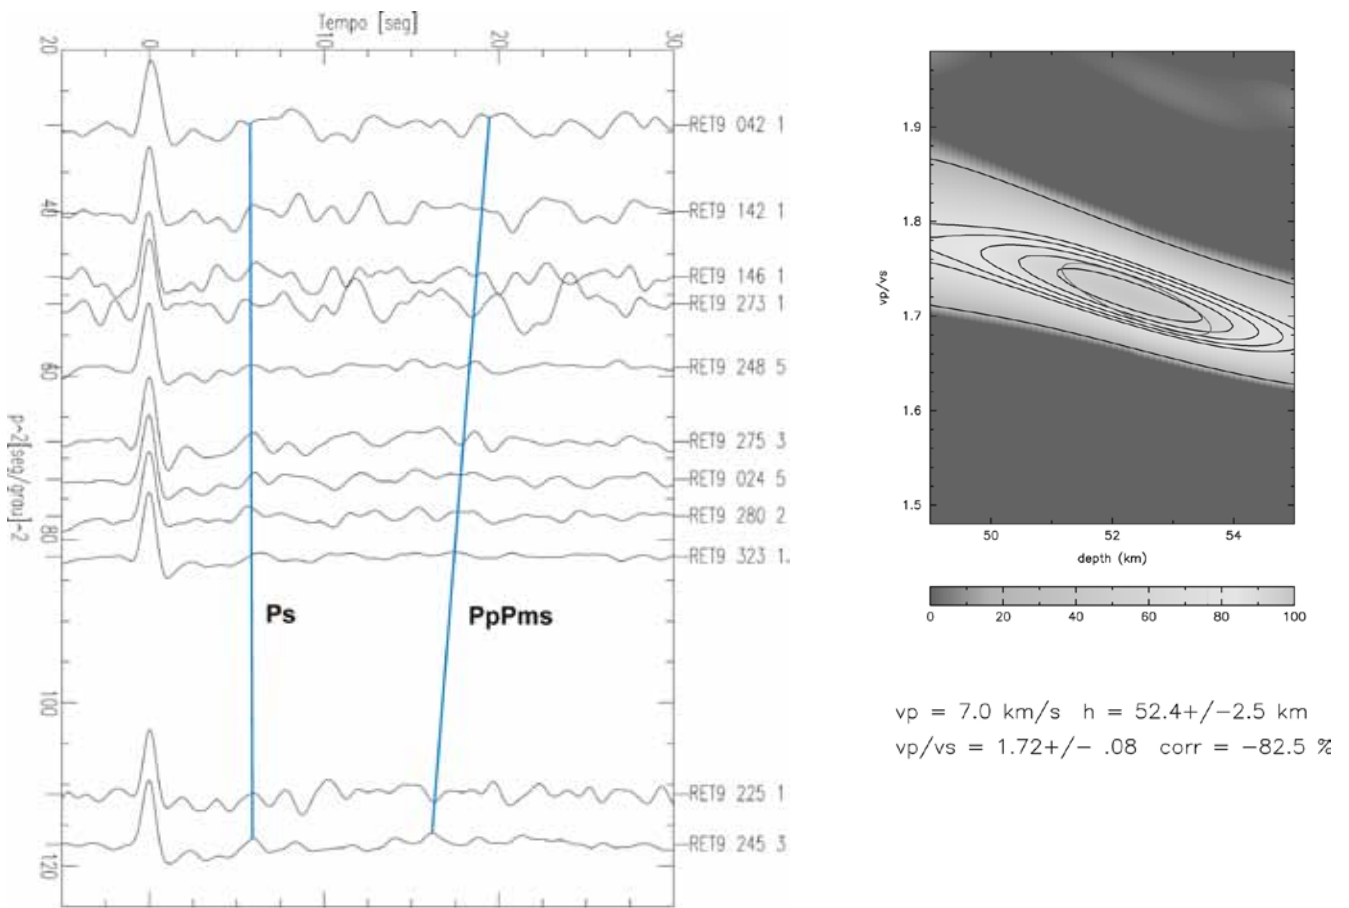 Tempo [seg]
20
0
10
20
30
RET9 042 1
40
RET9 142 1
RET9 146 1
RET9 273 1
RET9 248 5
60
RET9 275 3
RET9 024 5
RET9 280 2
80
RET9 323 1.
p^2[seg/grau]^2
Ps
PpPms
100
RET9 225 1
RET9 245 3
120
1.9
1.8
1.7
1.6
1.5
vp/vs
50
52
54
depth (km)
0
20
40
60
80
100
vp = 7.0 km/s h = 52.4+/−2.5 km
vp/vs = 1.72+/− .08 corr = −82.5 %